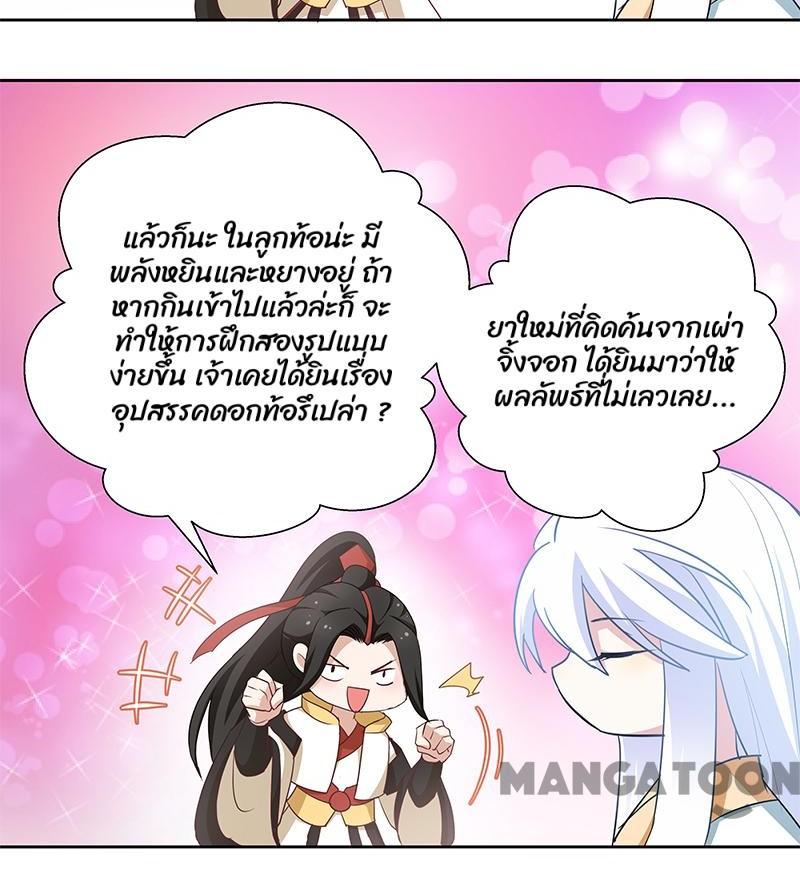 แล้วก็นะ ในลูกท้อน่ะ มี
พลังหยินและหยางอยู่ ถ้า
หากกินเข้าไปแล้วล่ะก็ จะ
ทำให้การฝึกสองรูปแบบ
ง่ายขึ้น เจ้าเคยได้ยินเรื่อง
อุปสรรคดอกท้อรึเปล่า ?
ยาใหม่ที่คิดค้นจากเผ่า
จิ้งจอก ได้ยินมาว่าให้
ผลลัพธ์ที่ไม่เลวเลย...
MANGATOON